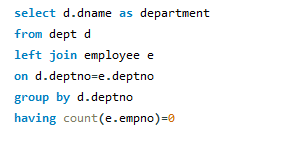 select d.dname as department
from dept d
left join employee e
on d.deptno=e.deptno
group by d.deptno
having count(e.empno)=0